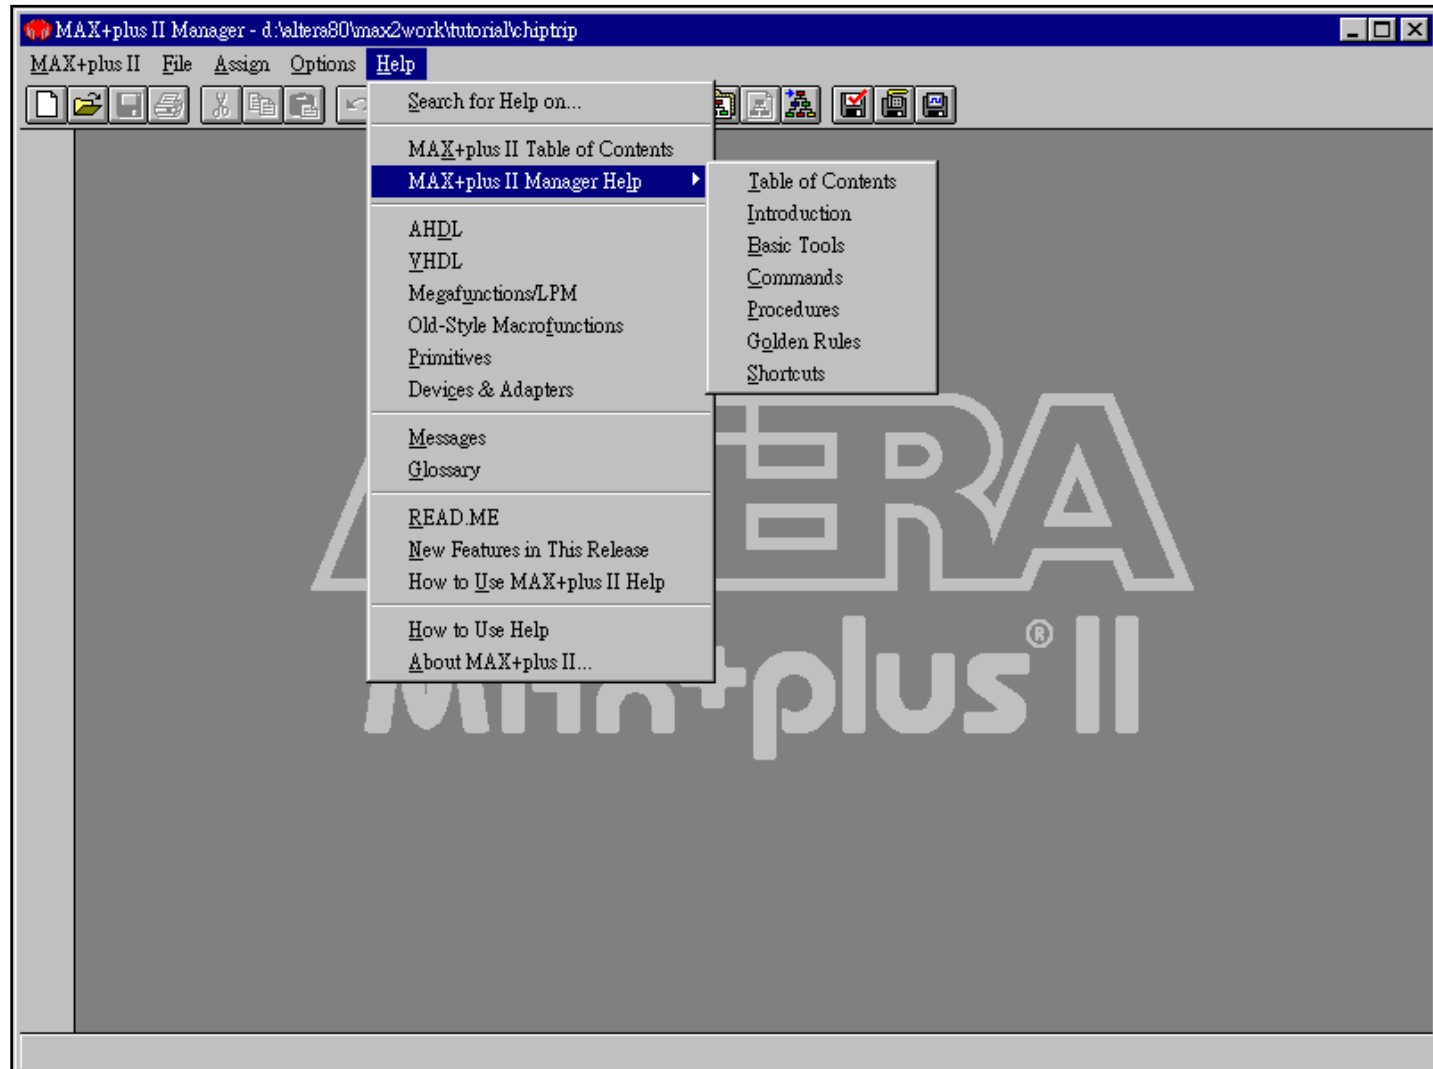 MAX+plus II Manager - d:\altera80\max2work\tutorial\chiptrip
MAX+plus II File Assign Options Help
Search for Help on...
MAX+plus II Table of Contents
MAX+plus II Manager Help
AHDL
VHDL
Megafunctions/LPM
Old-Style Macrofunctions
Primitives
Devices & Adapters
Messages
Glossary
READ.ME
New Features in This Release
How to Use MAX+plus II Help
How to Use Help
About MAX+plus II...
Table of Contents
Introduction
Basic Tools
Commands
Procedures
Golden Rules
Shortcuts
ALTERA
MAX+plus® II